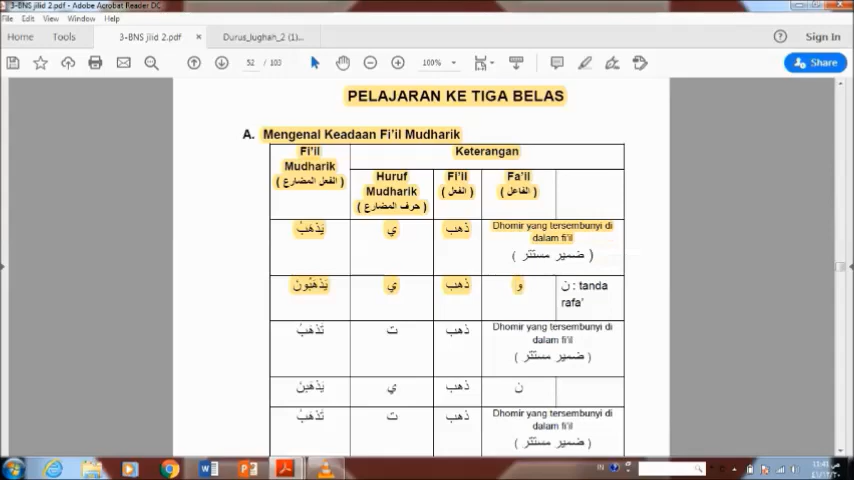 3-BNS jilid 2.pdf - Adobe Acrobat Reader DC
File Edit View Window Help
Home Tools 3-BNS jilid 2.pdf × Durus_lughah_2 (1)... Sign In
52 / 103 100% Share
PELAJARAN KE TIGA BELAS
A. Mengenal Keadaan Fi'il Mudharik
Fi'il Mudharik (الفعل المضارع) Keterangan
Huruf Mudharik (حرف المضارع) Fi'il (الفعل) Fa'il (الفاعل)
يَذْهَبُ ي ذهب Dhomir yang tersembunyi di
dalam fi'il
(ضمير مستتر)
يَذْهَبُونَ ي ذهب و ن : tanda
rafa'
تَذْهَبُ ت ذهب Dhomir yang tersembunyi di
dalam fi'il
(ضمير مستتر)
يَذْهَبْنَ ي ذهب ن
تَذْهَبُ ت ذهب Dhomir yang tersembunyi di
dalam fi'il
(ضمير مستتر)
IN